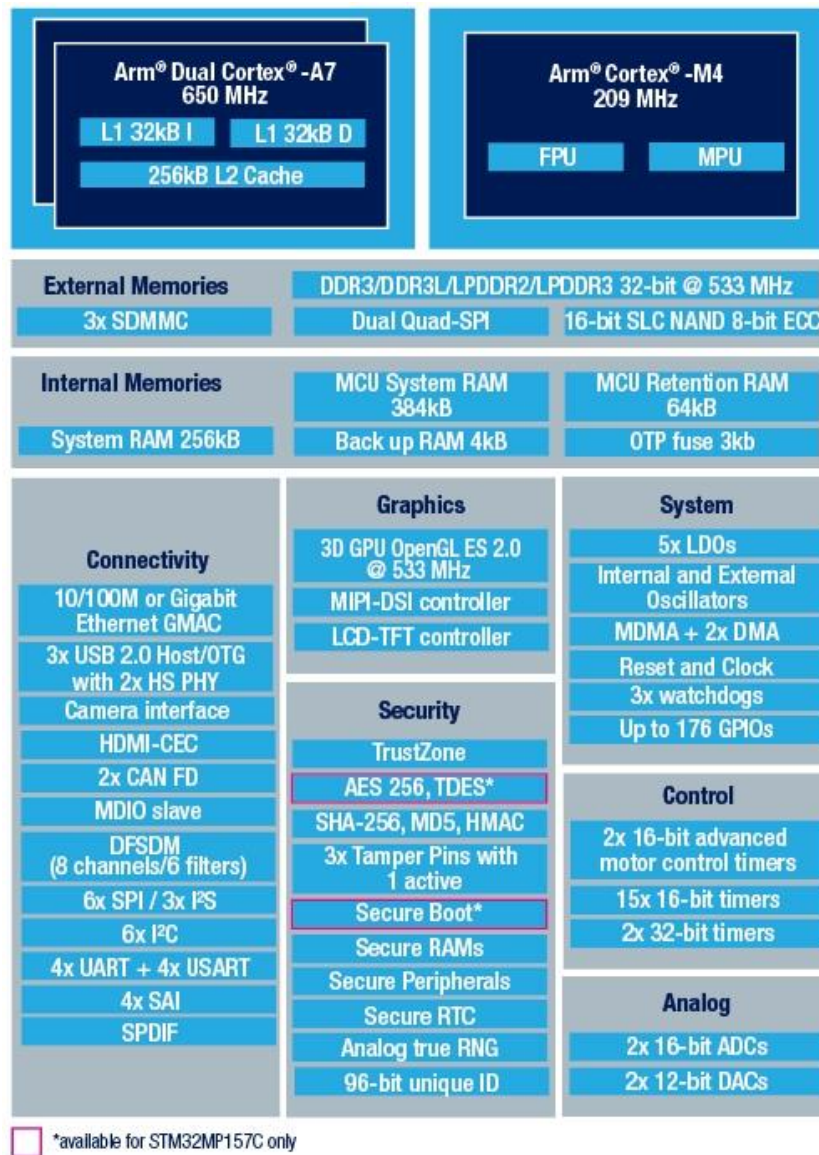 Arm® Dual Cortex® -A7
650 MHz
L1 32kB I
L1 32kB D
256kB L2 Cache
Arm® Cortex® -M4
209 MHz
FPU
MPU
External Memories
DDR3/DDR3L/LPDDR2/LPDDR3 32-bit @ 533 MHz
3x SDMMC
Dual Quad-SPI
16-bit SLC NAND 8-bit ECC
Internal Memories
MCU System RAM
384kB
MCU Retention RAM
64kB
System RAM 256kB
Back up RAM 4kB
OTP fuse 3kb
Connectivity
10/100M or Gigabit
Ethernet GMAC
3x USB 2.0 Host/OTG
with 2x HS PHY
Camera interface
HDMI-CEC
2x CAN FD
MDIO slave
DFSDM
(8 channels/6 filters)
6x SPI / 3x I²S
6x I²C
4x UART + 4x USART
4x SAI
SPDIF
Graphics
3D GPU OpenGL ES 2.0
@ 533 MHz
MIPI-DSI controller
LCD-TFT controller
Security
TrustZone
AES 256, TDES*
SHA-256, MD5, HMAC
3x Tamper Pins with
1 active
Secure Boot*
Secure RAMs
Secure Peripherals
Secure RTC
Analog true RNG
96-bit unique ID
System
5x LDOs
Internal and External
Oscillators
MDMA + 2x DMA
Reset and Clock
3x watchdogs
Up to 176 GPIOs
Control
2x 16-bit advanced
motor control timers
15x 16-bit timers
2x 32-bit timers
Analog
2x 16-bit ADCs
2x 12-bit DACs
*available for STM32MP157C only